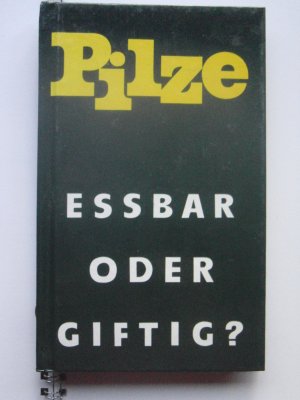 Pilze
ESSBAR
ODER
GIFTIG?